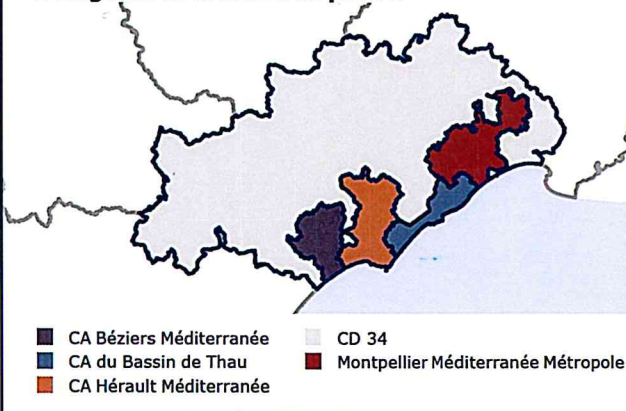 CA Béziers Méditerranée
CD 34
CA du Bassin de Thau
Montpellier Méditerranée Métropole
CA Hérault Méditerranée